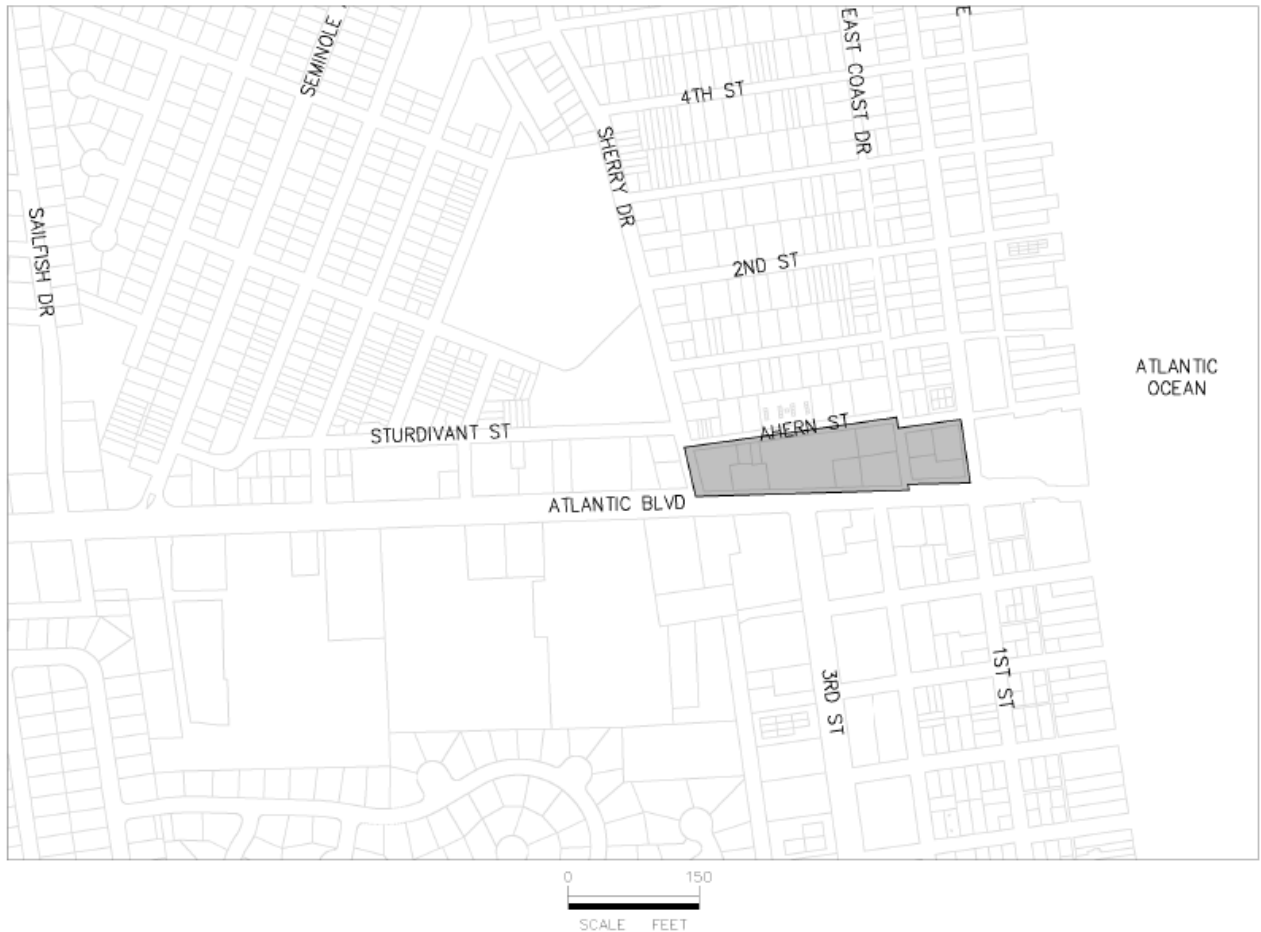 SEMINOLE
EAST COAST DR
E
4TH ST
SHERRY DR
SAILFISH DR
2ND ST
ATLANTIC
OCEAN
AHERN ST
STURDIVANT ST
ATLANTIC BLVD
3RD ST
1ST ST
0 150
SCALE FEET